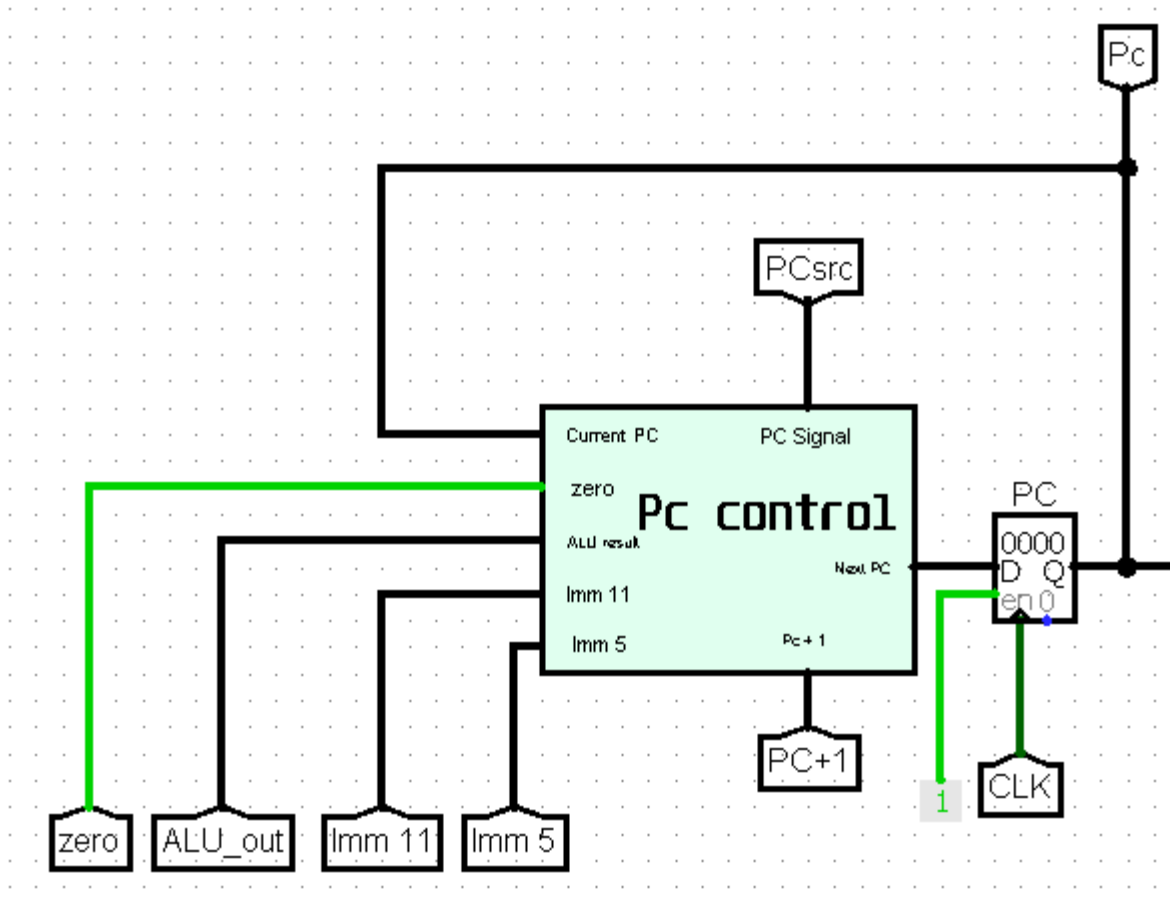 Pc
PCsrc
Current PC
PC Signal
zero
Pc control
PC
ALU result
0000
Next PC
D Q
Imm 11
en 0
Imm 5
Pc + 1
PC+1
1
CLK
zero
ALU_out
Imm 11
Imm 5